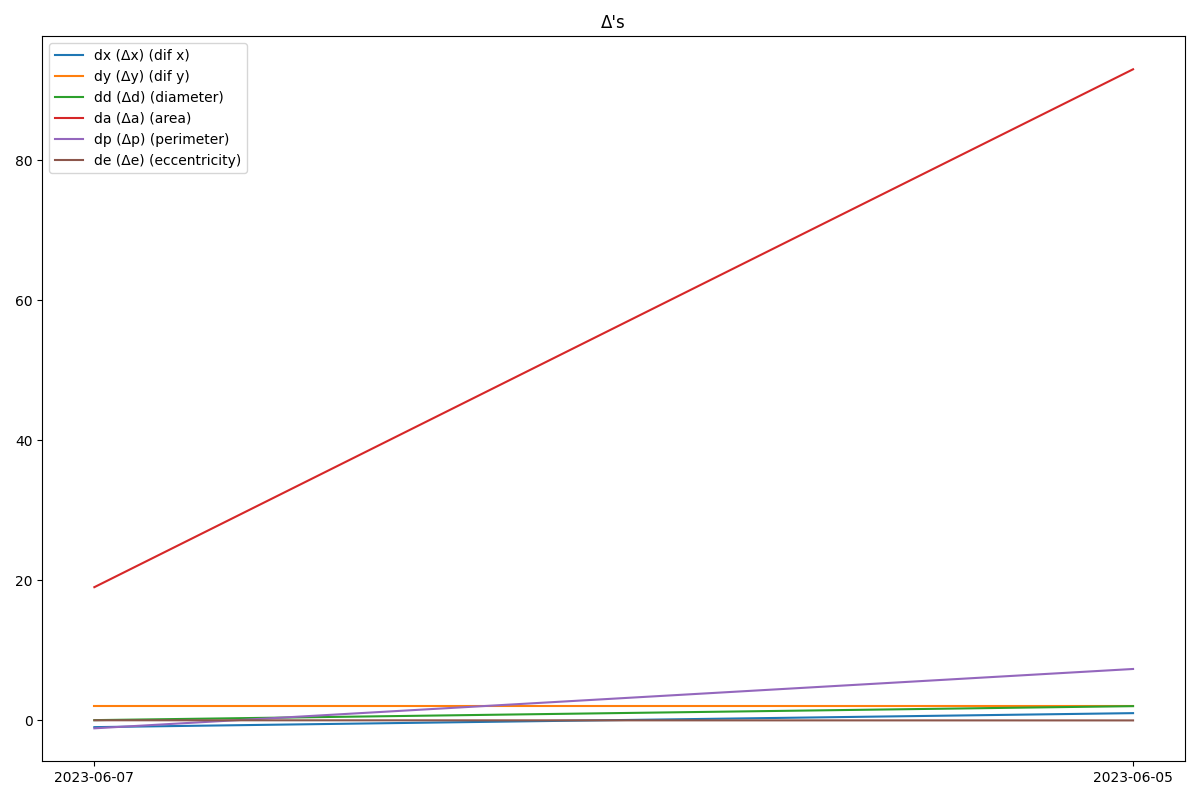 Δ's
dx (Δx) (dif x)
dy (Δy) (dif y)
dd (Δd) (diameter)
da (Δa) (area)
dp (Δp) (perimeter)
de (Δe) (eccentricity)
80
60
40
20
0
2023-06-07 2023-06-05